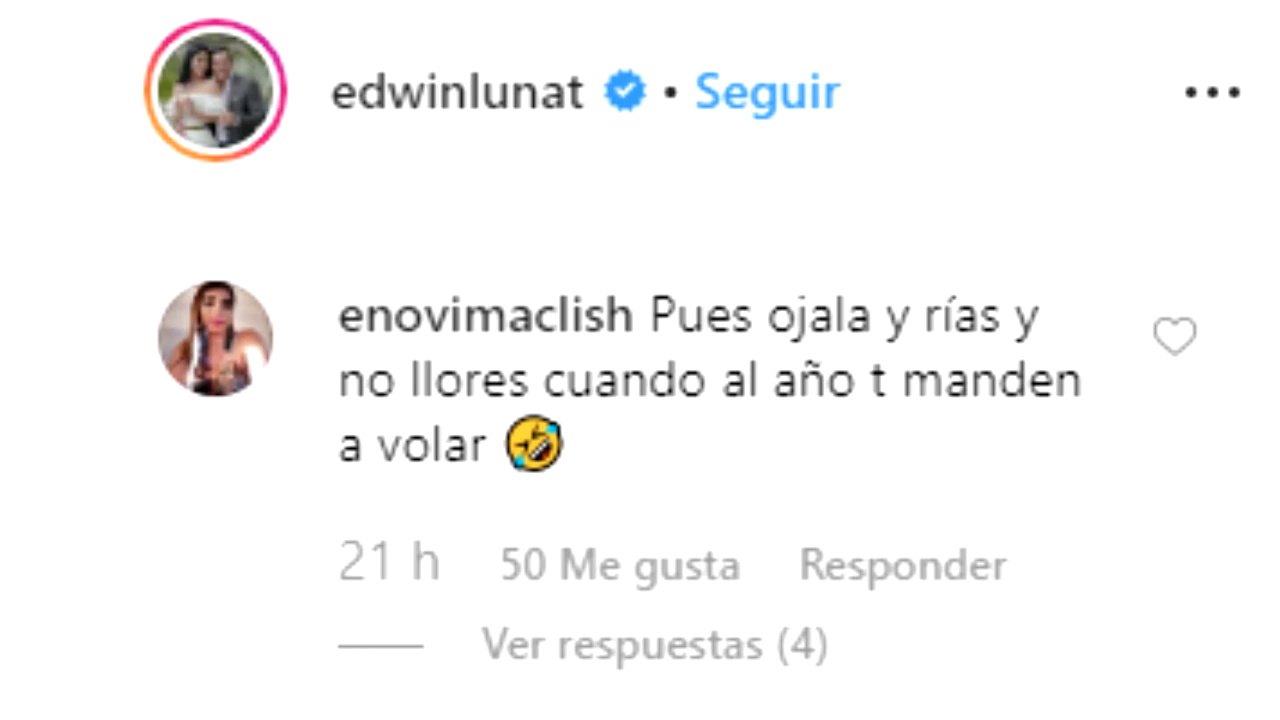 edwinlunat • Seguir
enovimaclish Pues ojala y rías y
no llores cuando al año t manden
a volar 🤣
21 h 50 Me gusta Responder
Ver respuestas (4)